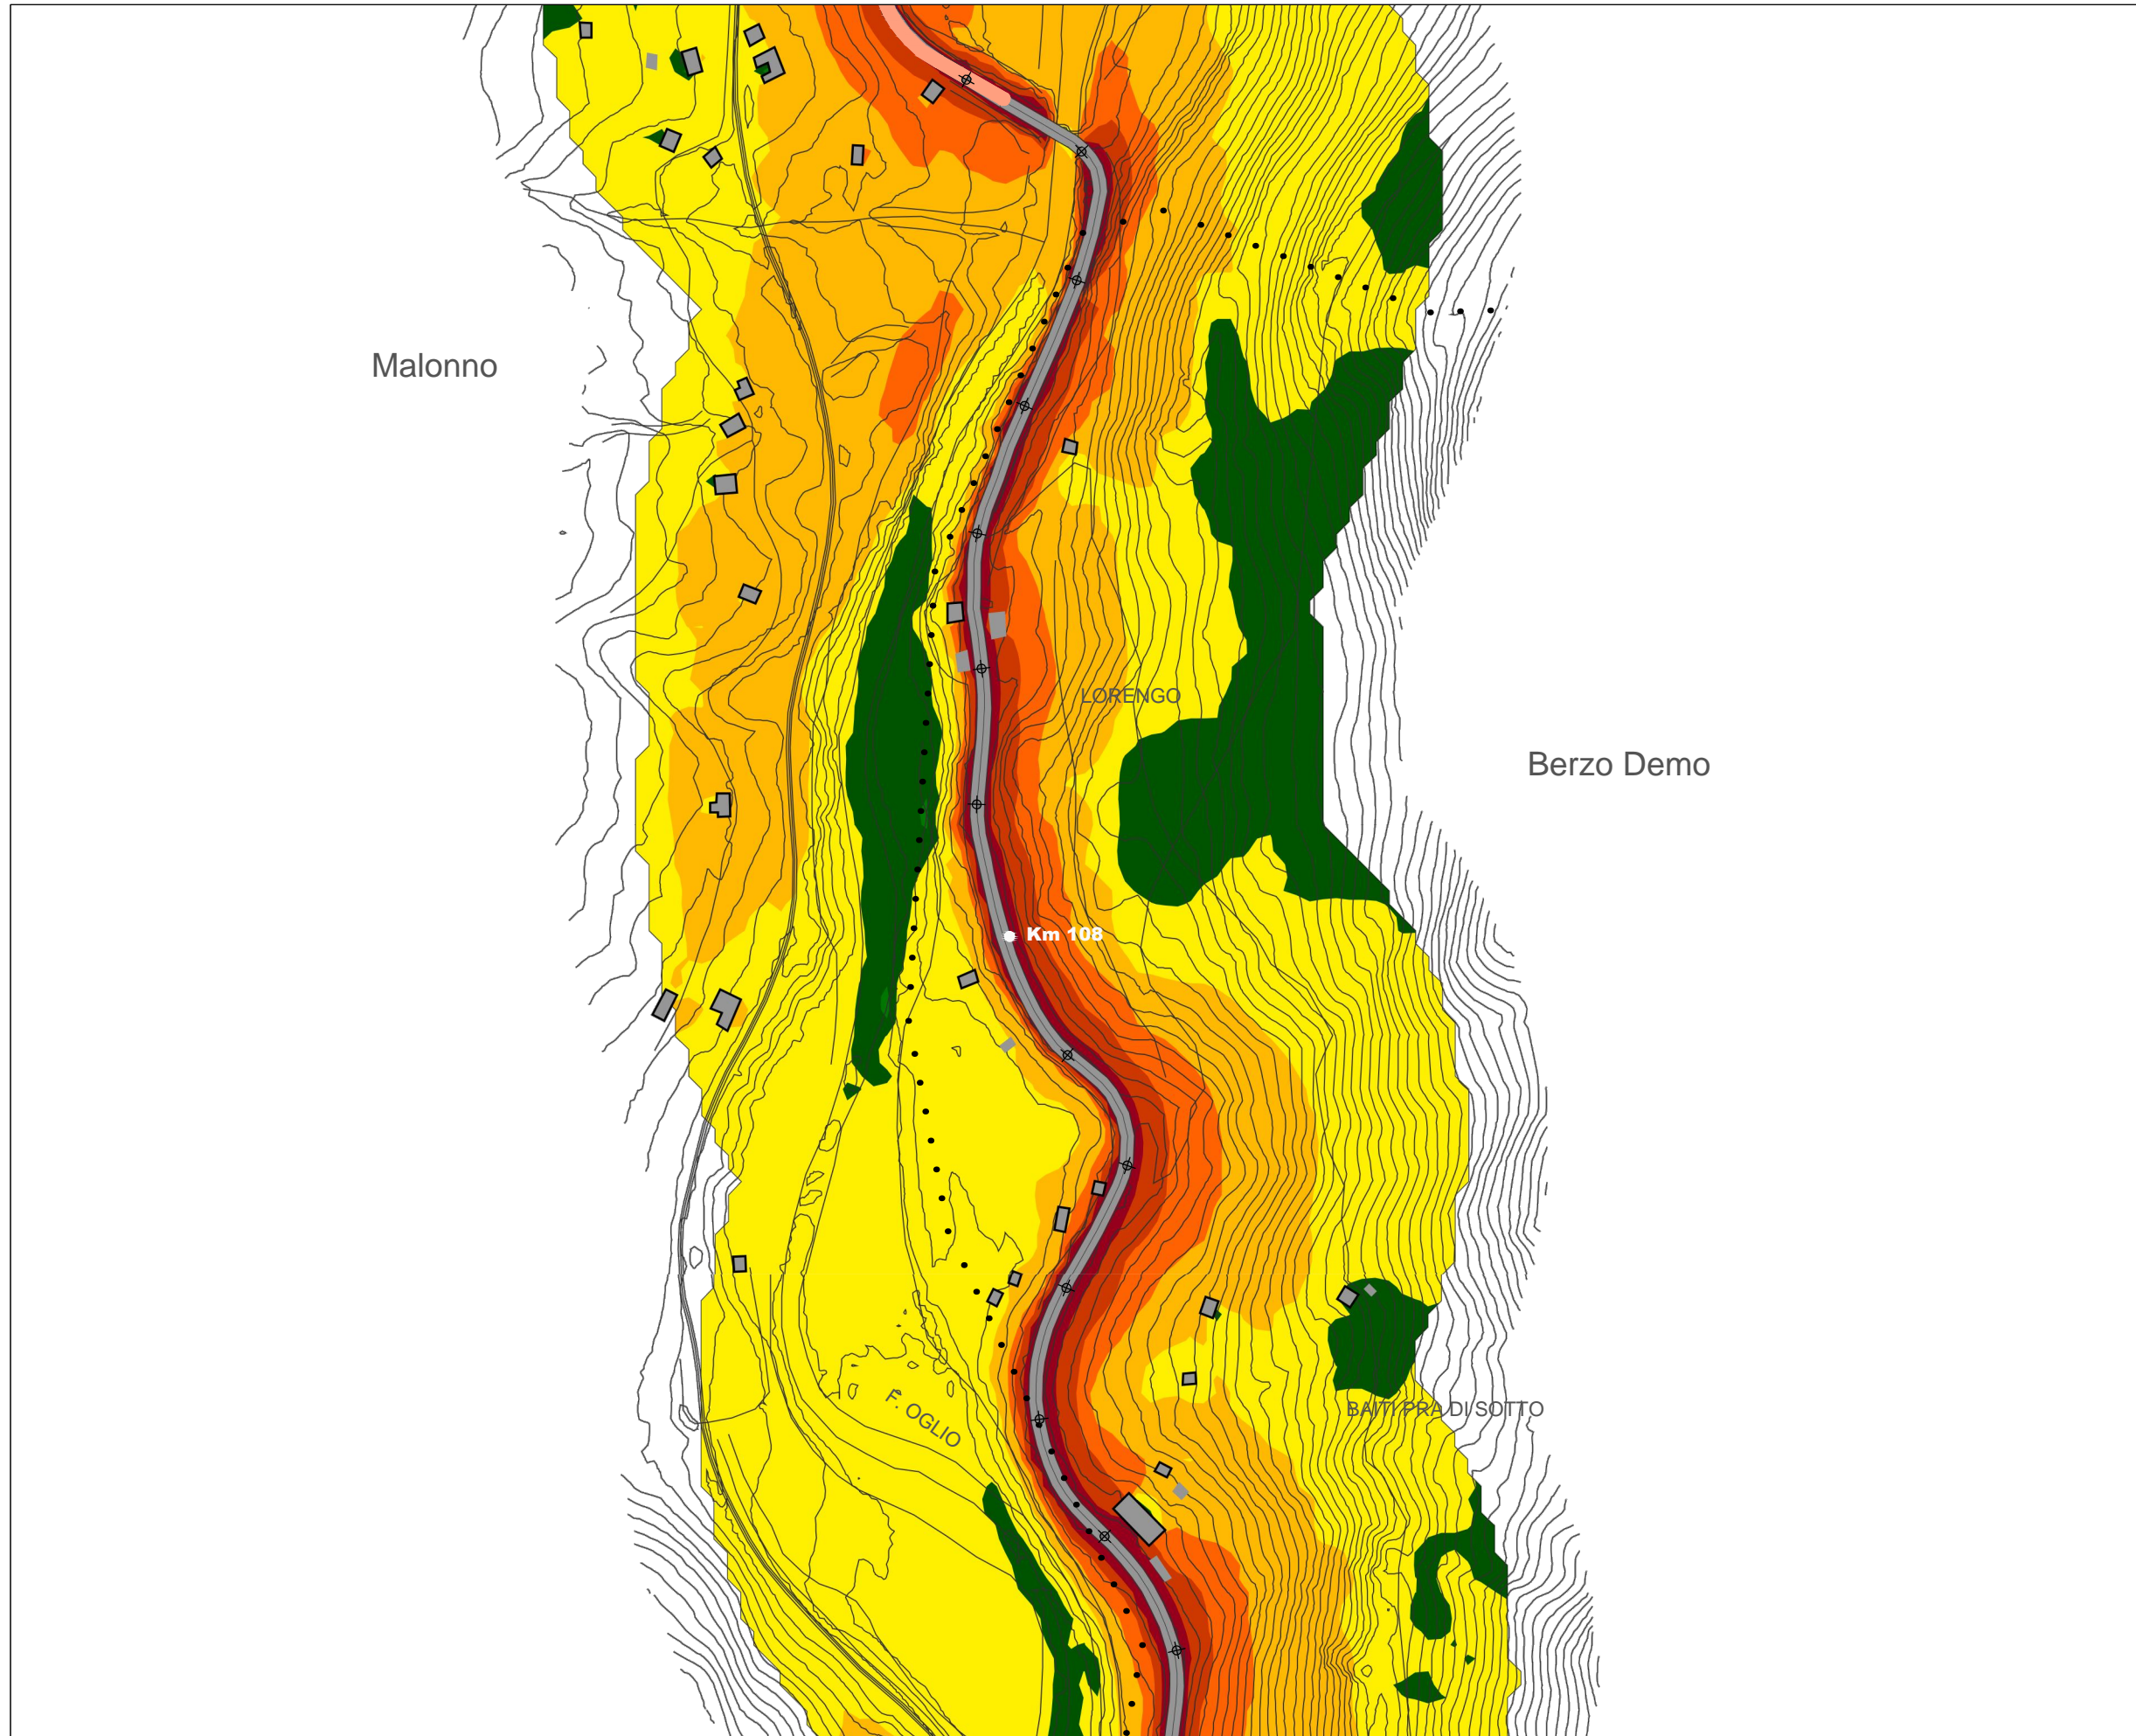 Malonno
LORENGO
Berzo Demo
Km 108
F. OGLIO
BAITI PRA DI SOTTO